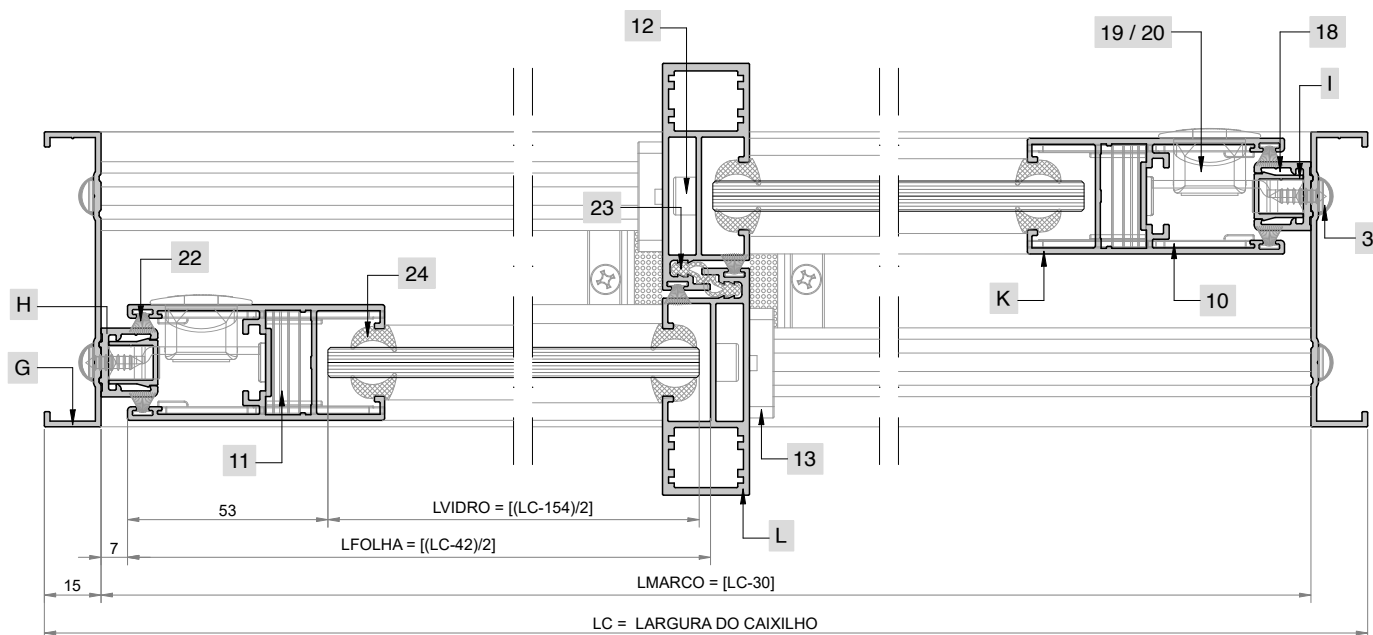 12
19 / 20
18
I
23
3
22
24
H
K
10
G
11
13
53
LVIDRO = [(LC-154)/2]
L
7
LFOLHA = [(LC-42)/2]
15
LMARCO = [LC-30]
LC = LARGURA DO CAIXILHO